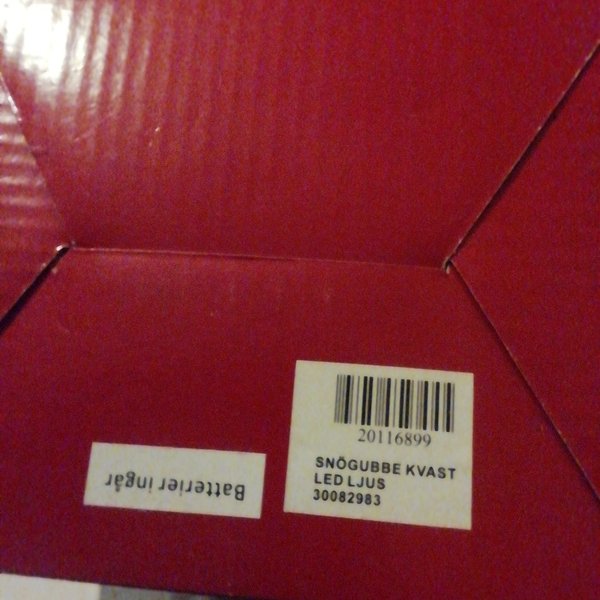 20116899
SNÖGUBBE KVAST
LED LJUS
30082983
Batterier ingår